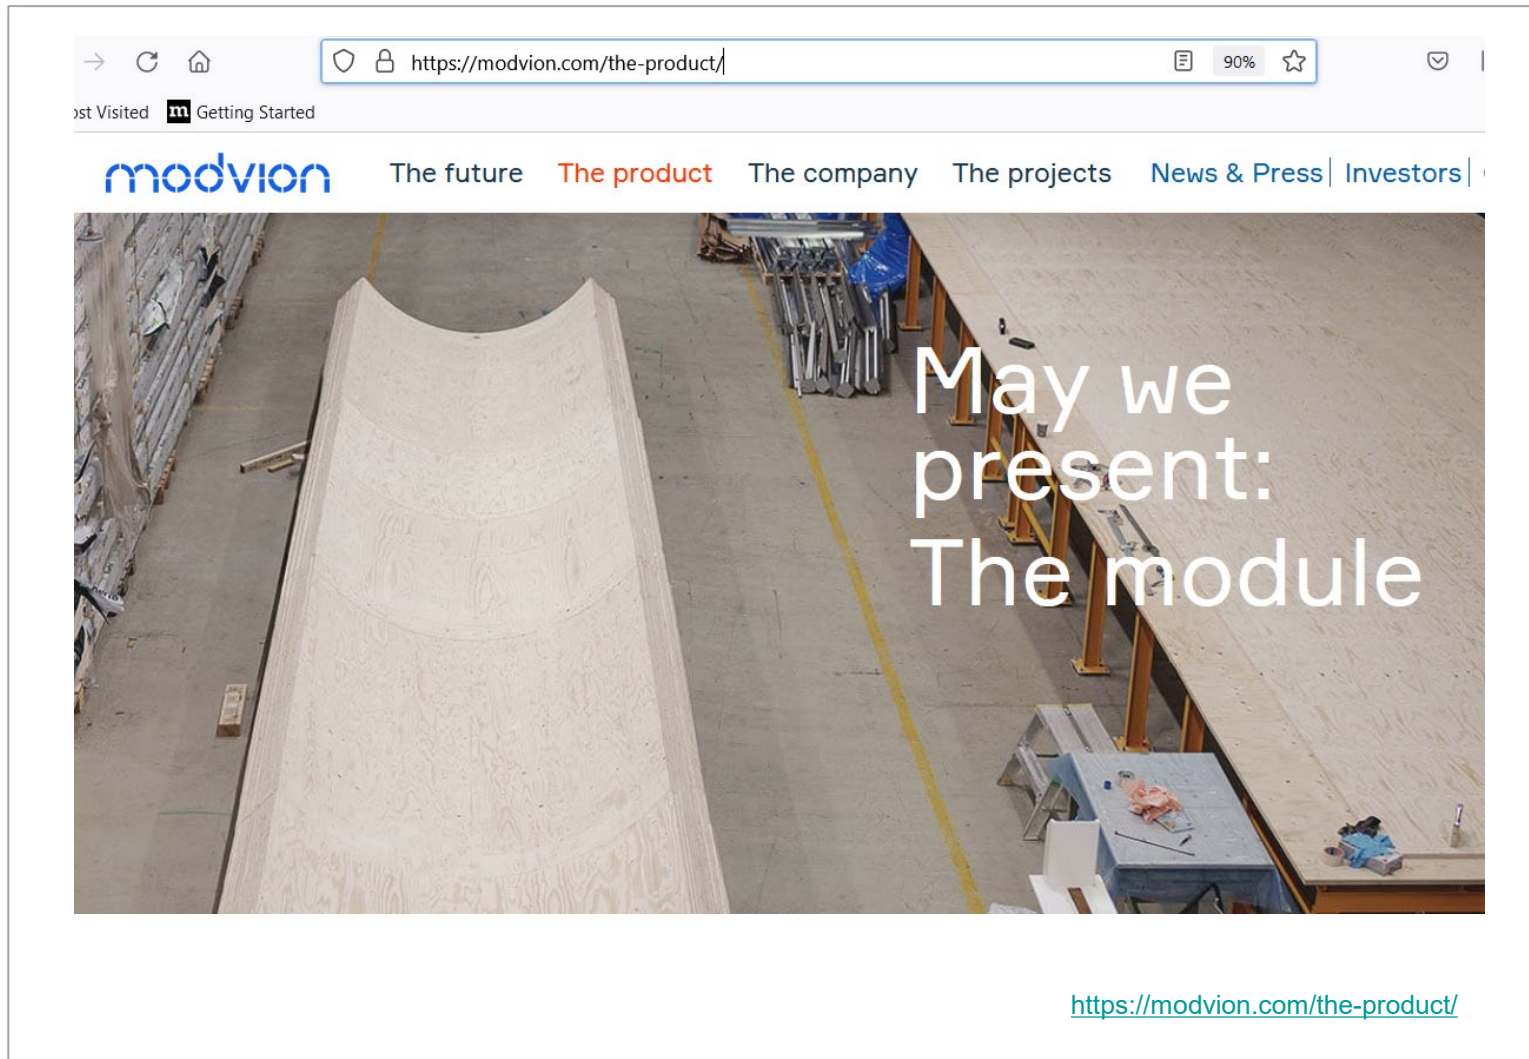 https://modvion.com/the-product/ 90%
ost Visited m Getting Started
modvion The future The product The company The projects News & Press Investors
May we
present:
The module
https://modvion.com/the-product/